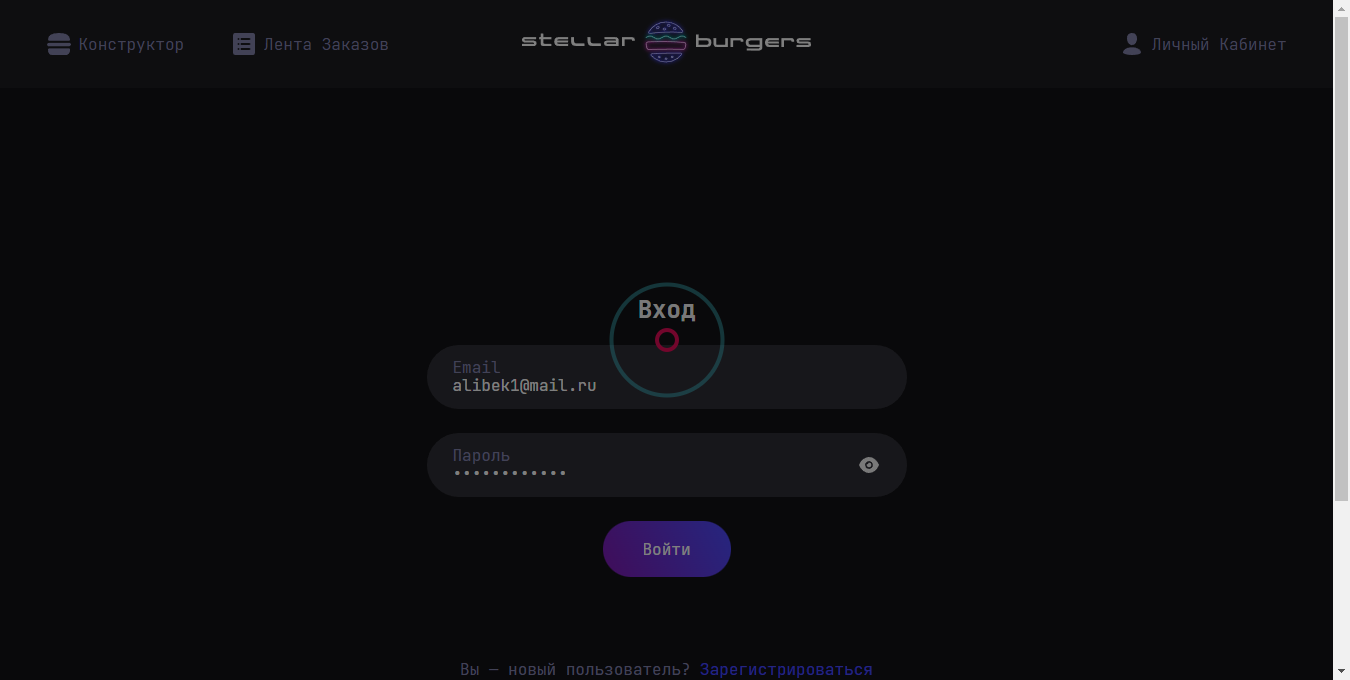 Конструктор
Лента Заказов
stellar burgers
Личный Кабинет
Вход
Email
alibek1@mail.ru
Пароль
••••••••••••
Войти
Вы — новый пользователь? Зарегистрироваться